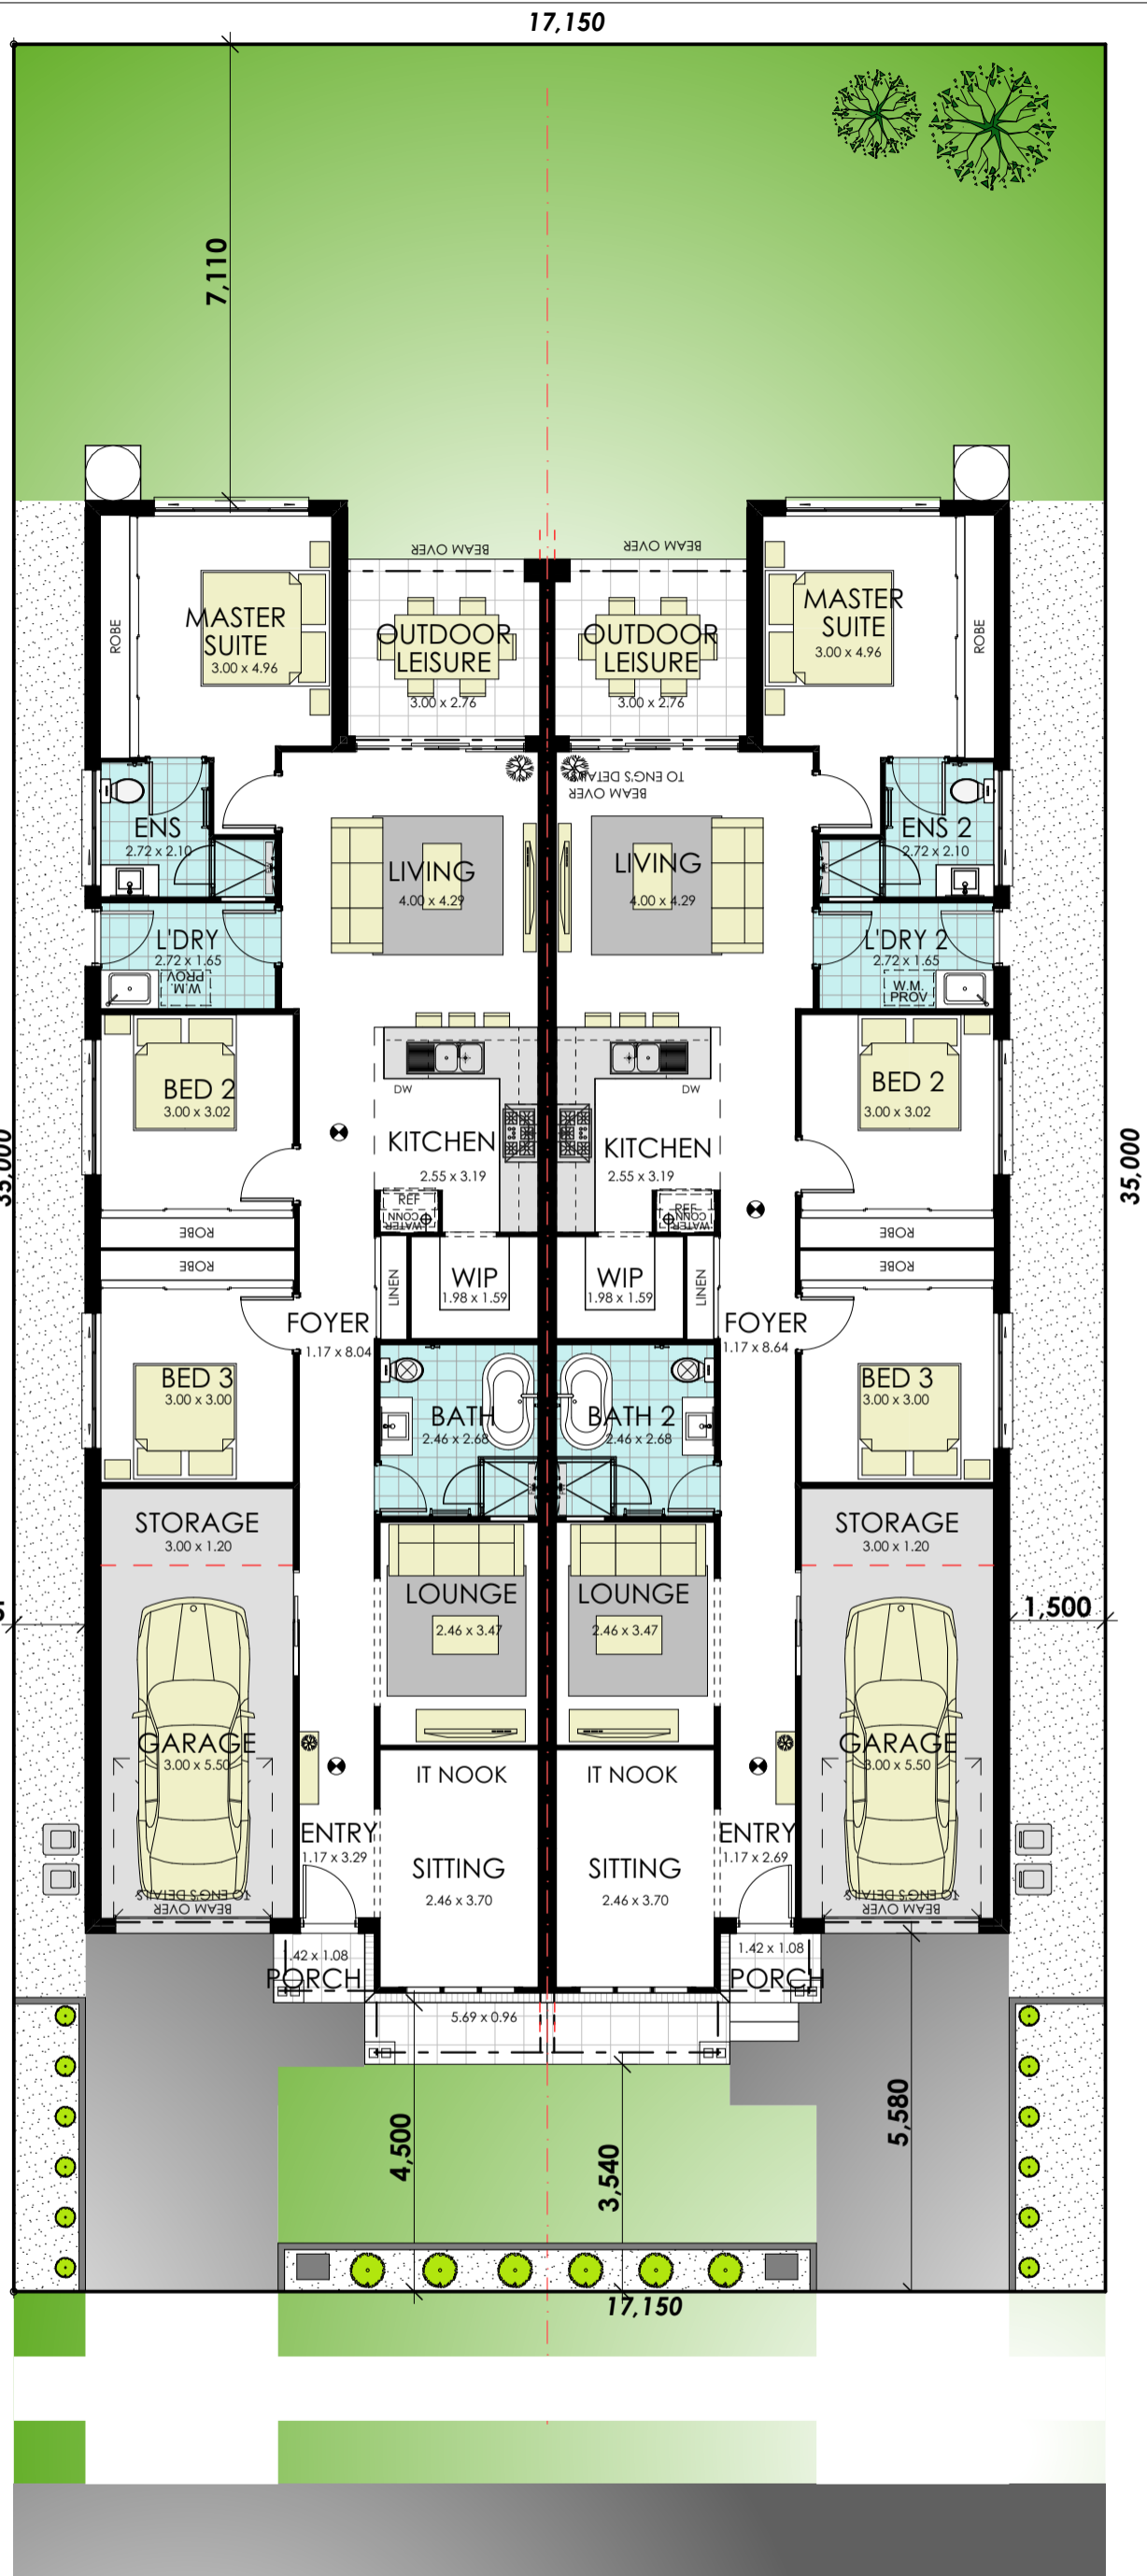 17,150
7,110
BEAM OVER
BEAM OVER
MASTER
SUITE
3.00 x 4.96
ROBE
OUTDOOR
LEISURE
3.00 x 2.76
OUTDOOR
LEISURE
3.00 x 2.76
MASTER
SUITE
3.00 x 4.96
ROBE
BEAM OVER
TO ENG'S DETAILS
ENS
2.72 x 2.10
LIVING
4.00 x 4.29
LIVING
4.00 x 4.29
ENS 2
2.72 x 2.10
L'DRY
2.72 x 1.65
W.M.
PROV
L'DRY 2
2.72 x 1.65
W.M.
PROV
BED 2
3.00 x 3.02
DW
KITCHEN
2.55 x 3.19
DW
KITCHEN
2.55 x 3.19
BED 2
3.00 x 3.02
35,000
35,000
REF
WATER
CONN
REF
WATER
CONN
ROBE
ROBE
ROBE
ROBE
LINEN
WIP
1.98 x 1.59
WIP
1.98 x 1.59
LINEN
FOYER
1.17 x 8.04
FOYER
1.17 x 8.64
BED 3
3.00 x 3.00
BATH
2.46 x 2.68
BATH 2
2.46 x 2.68
BED 3
3.00 x 3.00
STORAGE
3.00 x 1.20
STORAGE
3.00 x 1.20
LOUNGE
2.46 x 3.47
LOUNGE
2.46 x 3.47
1,500
GARAGE
3.00 x 5.50
GARAGE
3.00 x 5.50
IT NOOK
IT NOOK
ENTRY
1.17 x 3.29
SITTING
2.46 x 3.70
SITTING
2.46 x 3.70
ENTRY
1.17 x 2.69
BEAM OVER
TO ENG'S DETAILS
BEAM OVER
TO ENG'S DETAILS
1.42 x 1.08
PORCH
1.42 x 1.08
PORCH
5.69 x 0.96
4,500
3,540
5,580
17,150